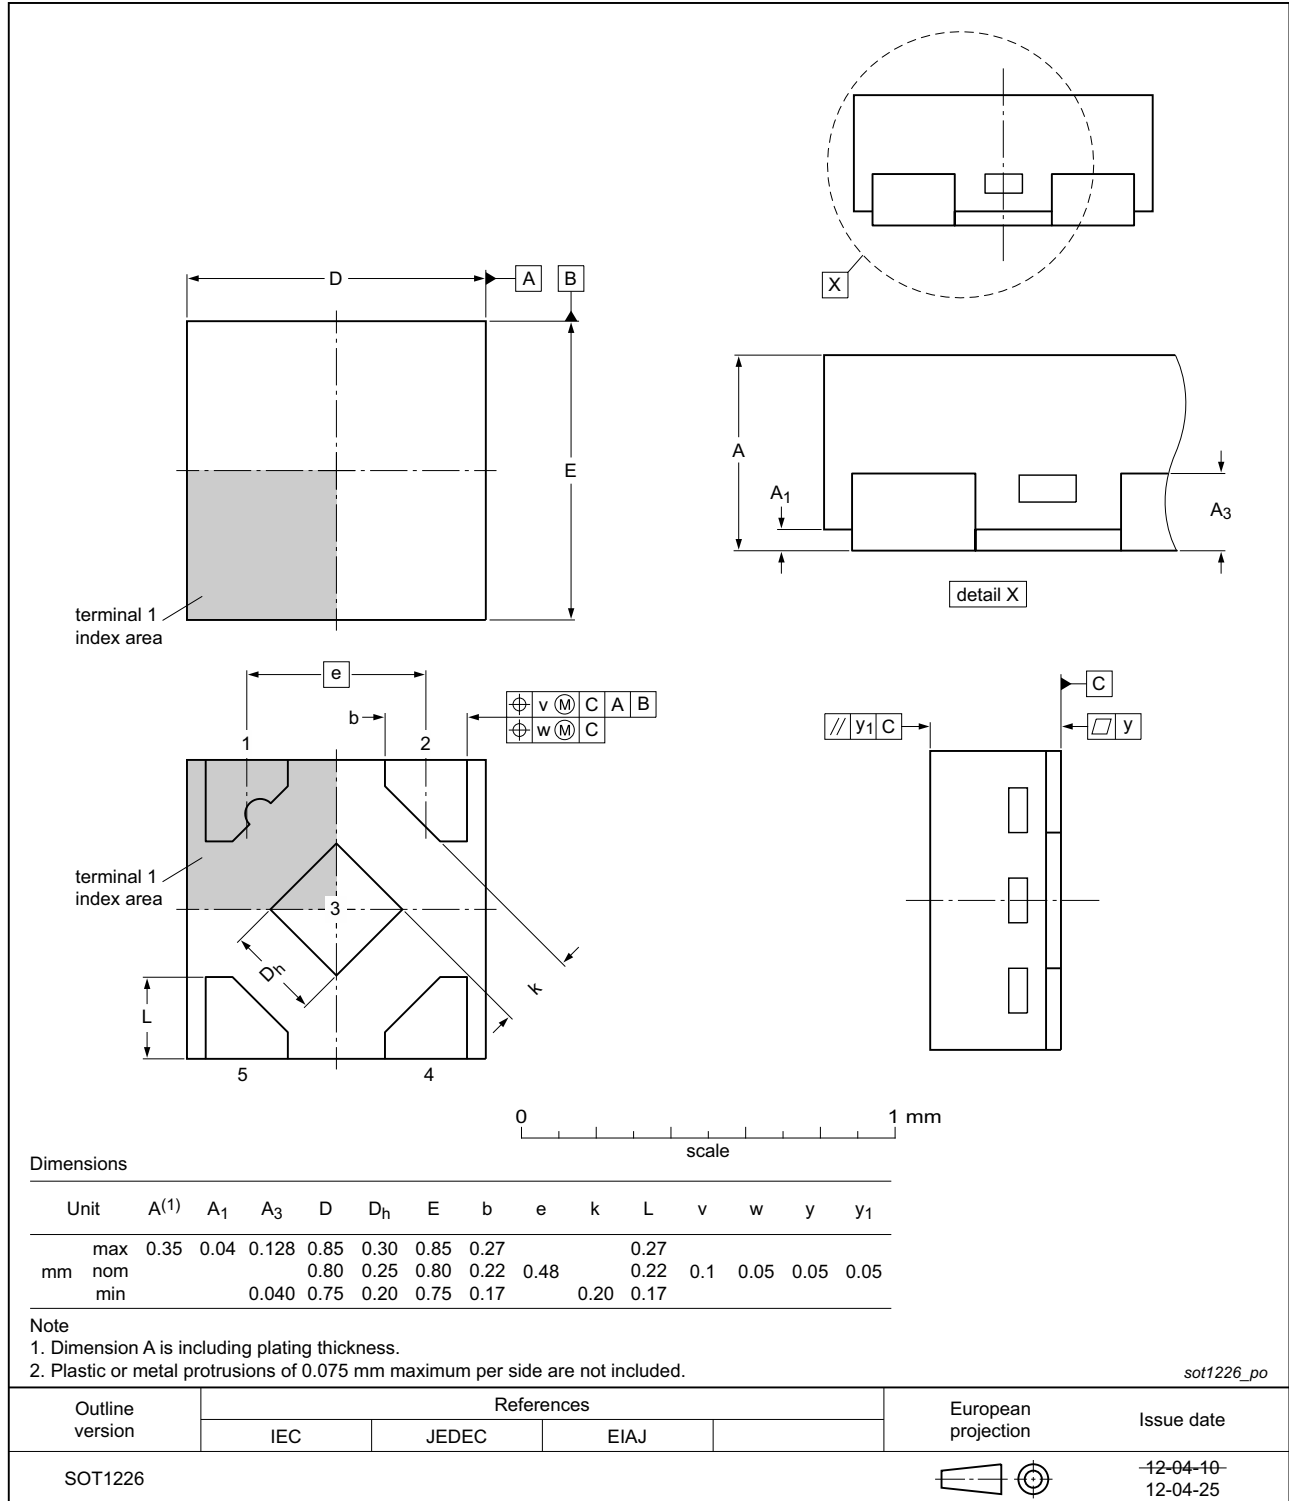 X
D
A
B
E
terminal 1
index area
A
A1
A3
detail X
e
b
v M C A B
w M C
1
2
terminal 1
index area
3
Dh
k
L
5
4
C
// y1 C
y
0
1 mm
scale
Dimensions
Unit A(1) A1 A3 D Dh E b e k L v w y y1
max 0.35 0.04 0.128 0.85 0.30 0.85 0.27 0.27
mm nom 0.80 0.25 0.80 0.22 0.48 0.22 0.1 0.05 0.05 0.05
min 0.040 0.75 0.20 0.75 0.17 0.20 0.17
Note
1. Dimension A is including plating thickness.
2. Plastic or metal protrusions of 0.075 mm maximum per side are not included.
sot1226_po
Outline
version
References
IEC JEDEC EIAJ
European
projection
Issue date
SOT1226
12-04-10
12-04-25